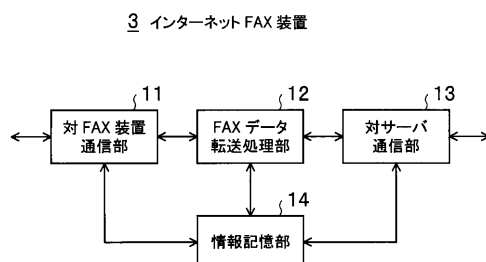 3 インターネット FAX 装置
11
12
13
対 FAX 装置
通信部
FAX データ
転送処理部
対サーバ
通信部
14
情報記憶部